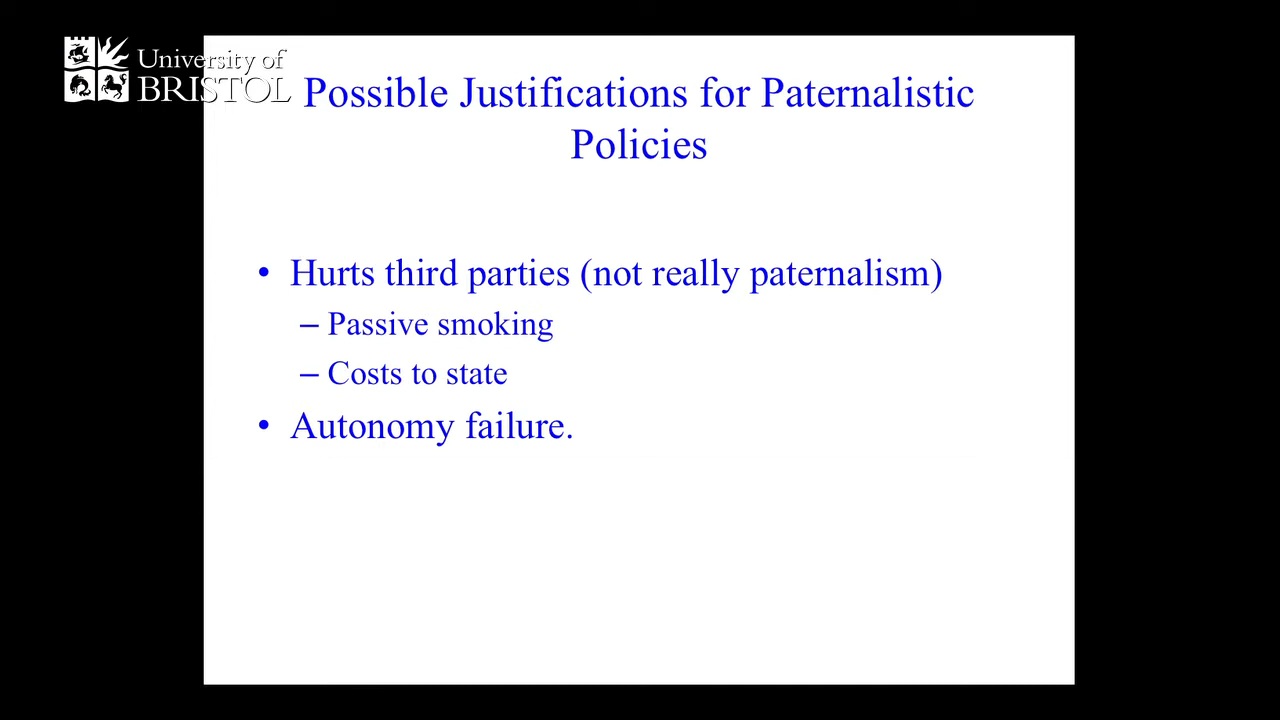 University of
BRISTOL
Possible Justifications for Paternalistic
Policies
• Hurts third parties (not really paternalism)
– Passive smoking
– Costs to state
• Autonomy failure.